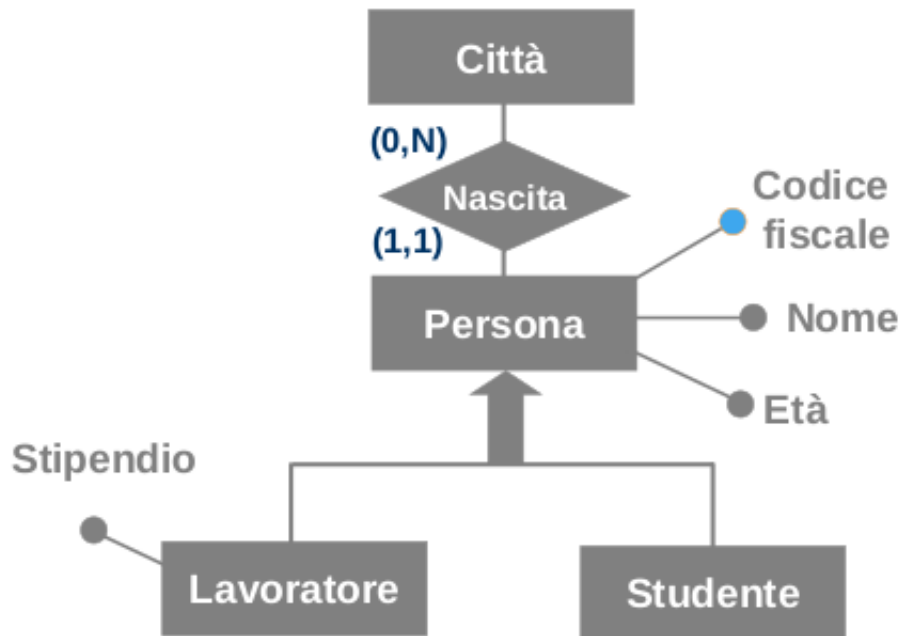 Città
(0,N)
Nascita
(1,1)
Codice
fiscale
Persona
Nome
Età
Stipendio
Lavoratore
Studente